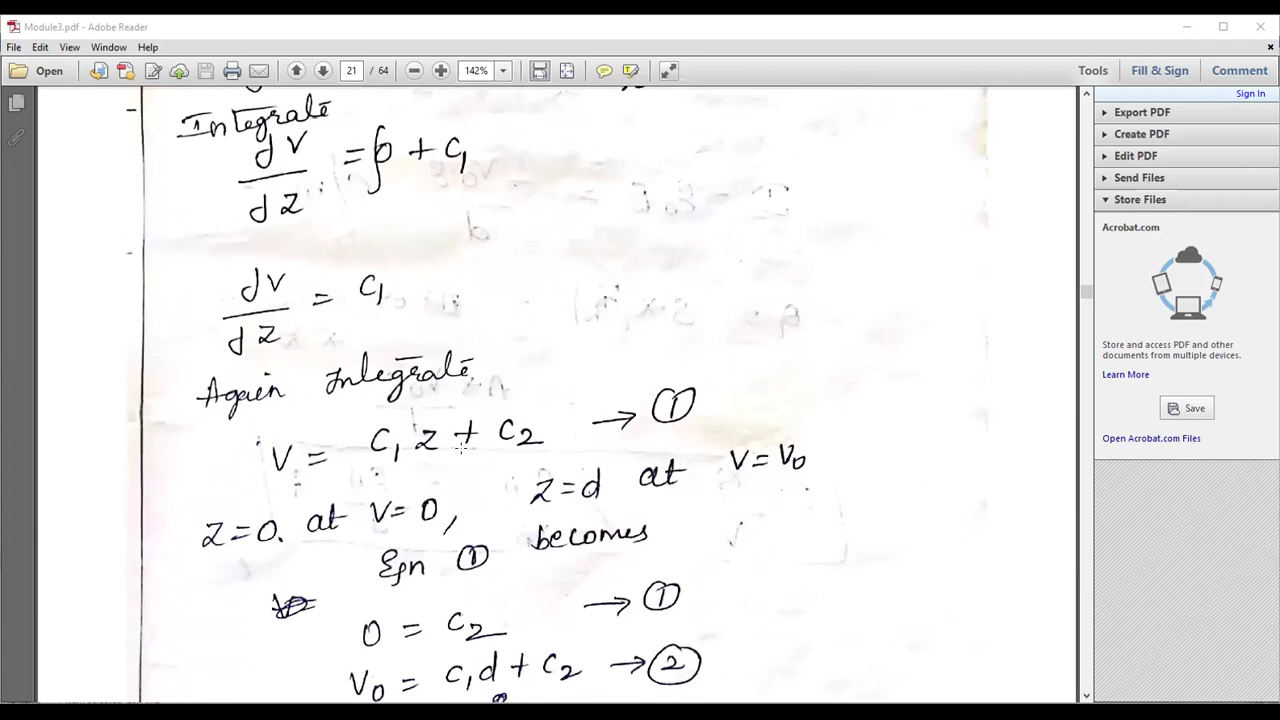 Module3.pdf - Adobe Reader
File Edit View Window Help
Open 21 / 64 142% Tools Fill & Sign Comment
Sign In
Export PDF
Create PDF
Edit PDF
Send Files
Store Files
Acrobat.com
Store and access PDF and other
documents from multiple devices.
Learn More
Save
Open Acrobat.com Files
Integrate
dV/dz = 0 + C₁
dV/dz = C₁
Again Integrate
V = C₁ z + C₂ → ①
z=0. at V=0, z=d at V=V₀
Eqn ① becomes
0 = C₂ → ①
V₀ = C₁d + C₂ → ②